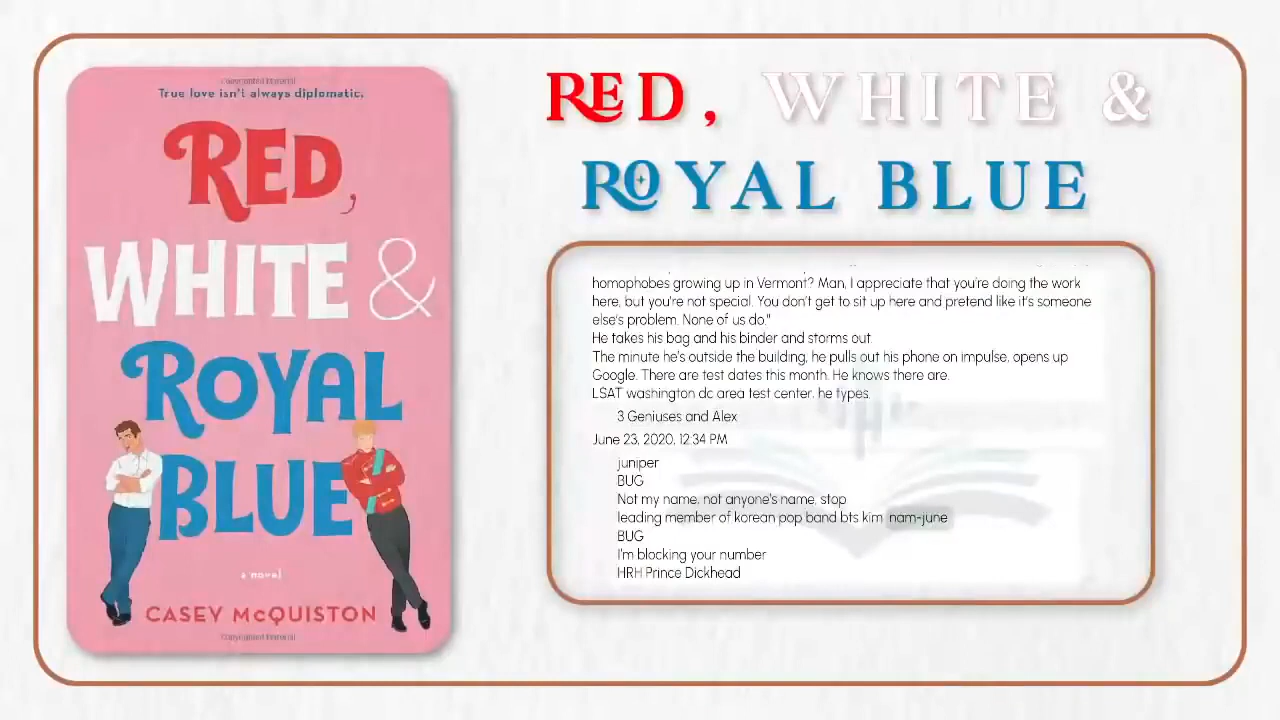 Copyrighted Material
True love isn't always diplomatic.
RED,
WHITE &
ROYAL
BLUE
a novel
CASEY McQUISTON
Copyrighted Material
RED, WHITE &
ROYAL BLUE
homophobes growing up in Vermont? Man, I appreciate that you're doing the work
here, but you're not special. You don't get to sit up here and pretend like it's someone
else's problem. None of us do."
He takes his bag and his binder and storms out.
The minute he's outside the building, he pulls out his phone on impulse, opens up
Google. There are test dates this month. He knows there are.
LSAT washington dc area test center, he types.
3 Geniuses and Alex
June 23, 2020, 12:34 PM
juniper
BUG
Not my name, not anyone's name, stop
leading member of korean pop band bts kim nam-june
BUG
I'm blocking your number
HRH Prince Dickhead